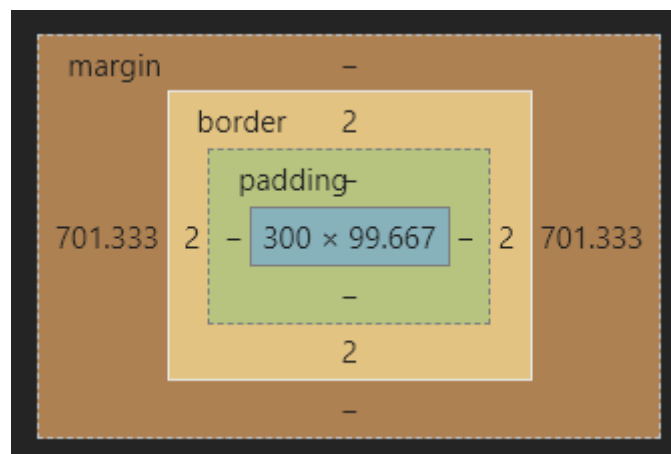 margin –
border 2
padding –
701.333 2 – 300 × 99.667 – 2 701.333
–
2
–